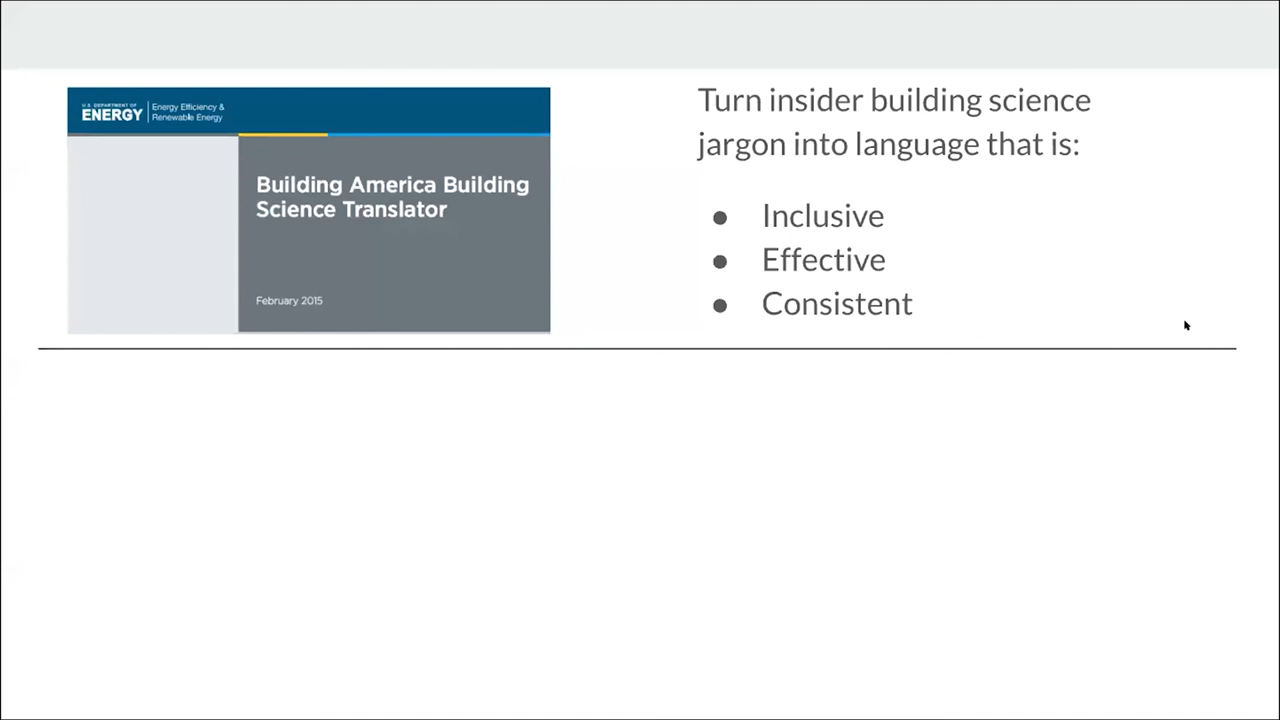 U.S. DEPARTMENT OF
ENERGY
Energy Efficiency &
Renewable Energy
Building America Building
Science Translator
February 2015
Turn insider building science
jargon into language that is:
● Inclusive
● Effective
● Consistent